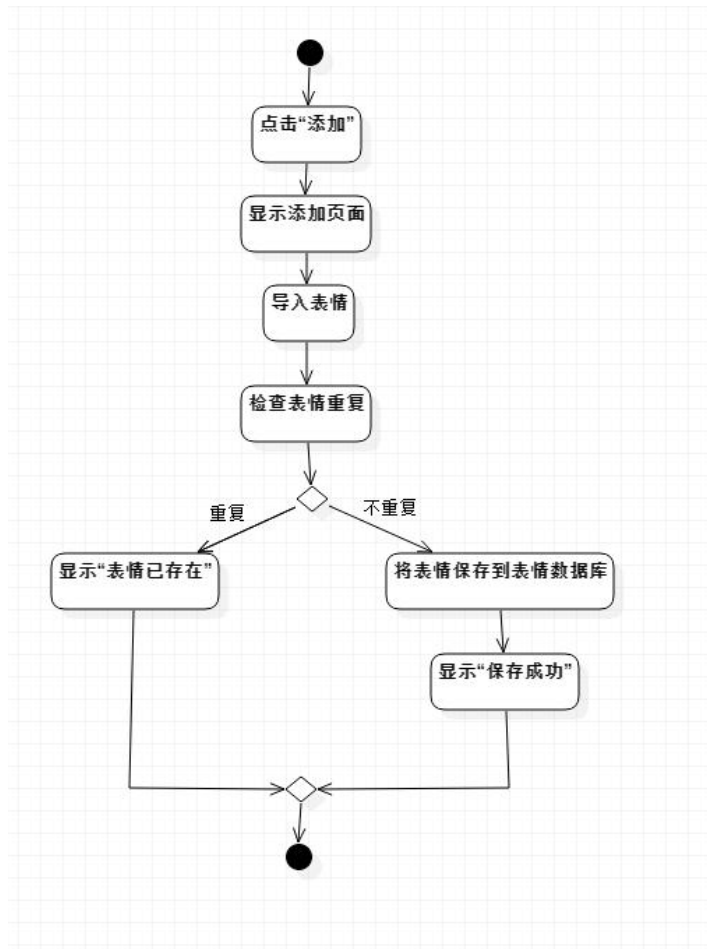 点击“添加”
显示添加页面
导入表情
检查表情重复
重复
不重复
显示“表情已存在”
将表情保存到表情数据库
显示“保存成功”